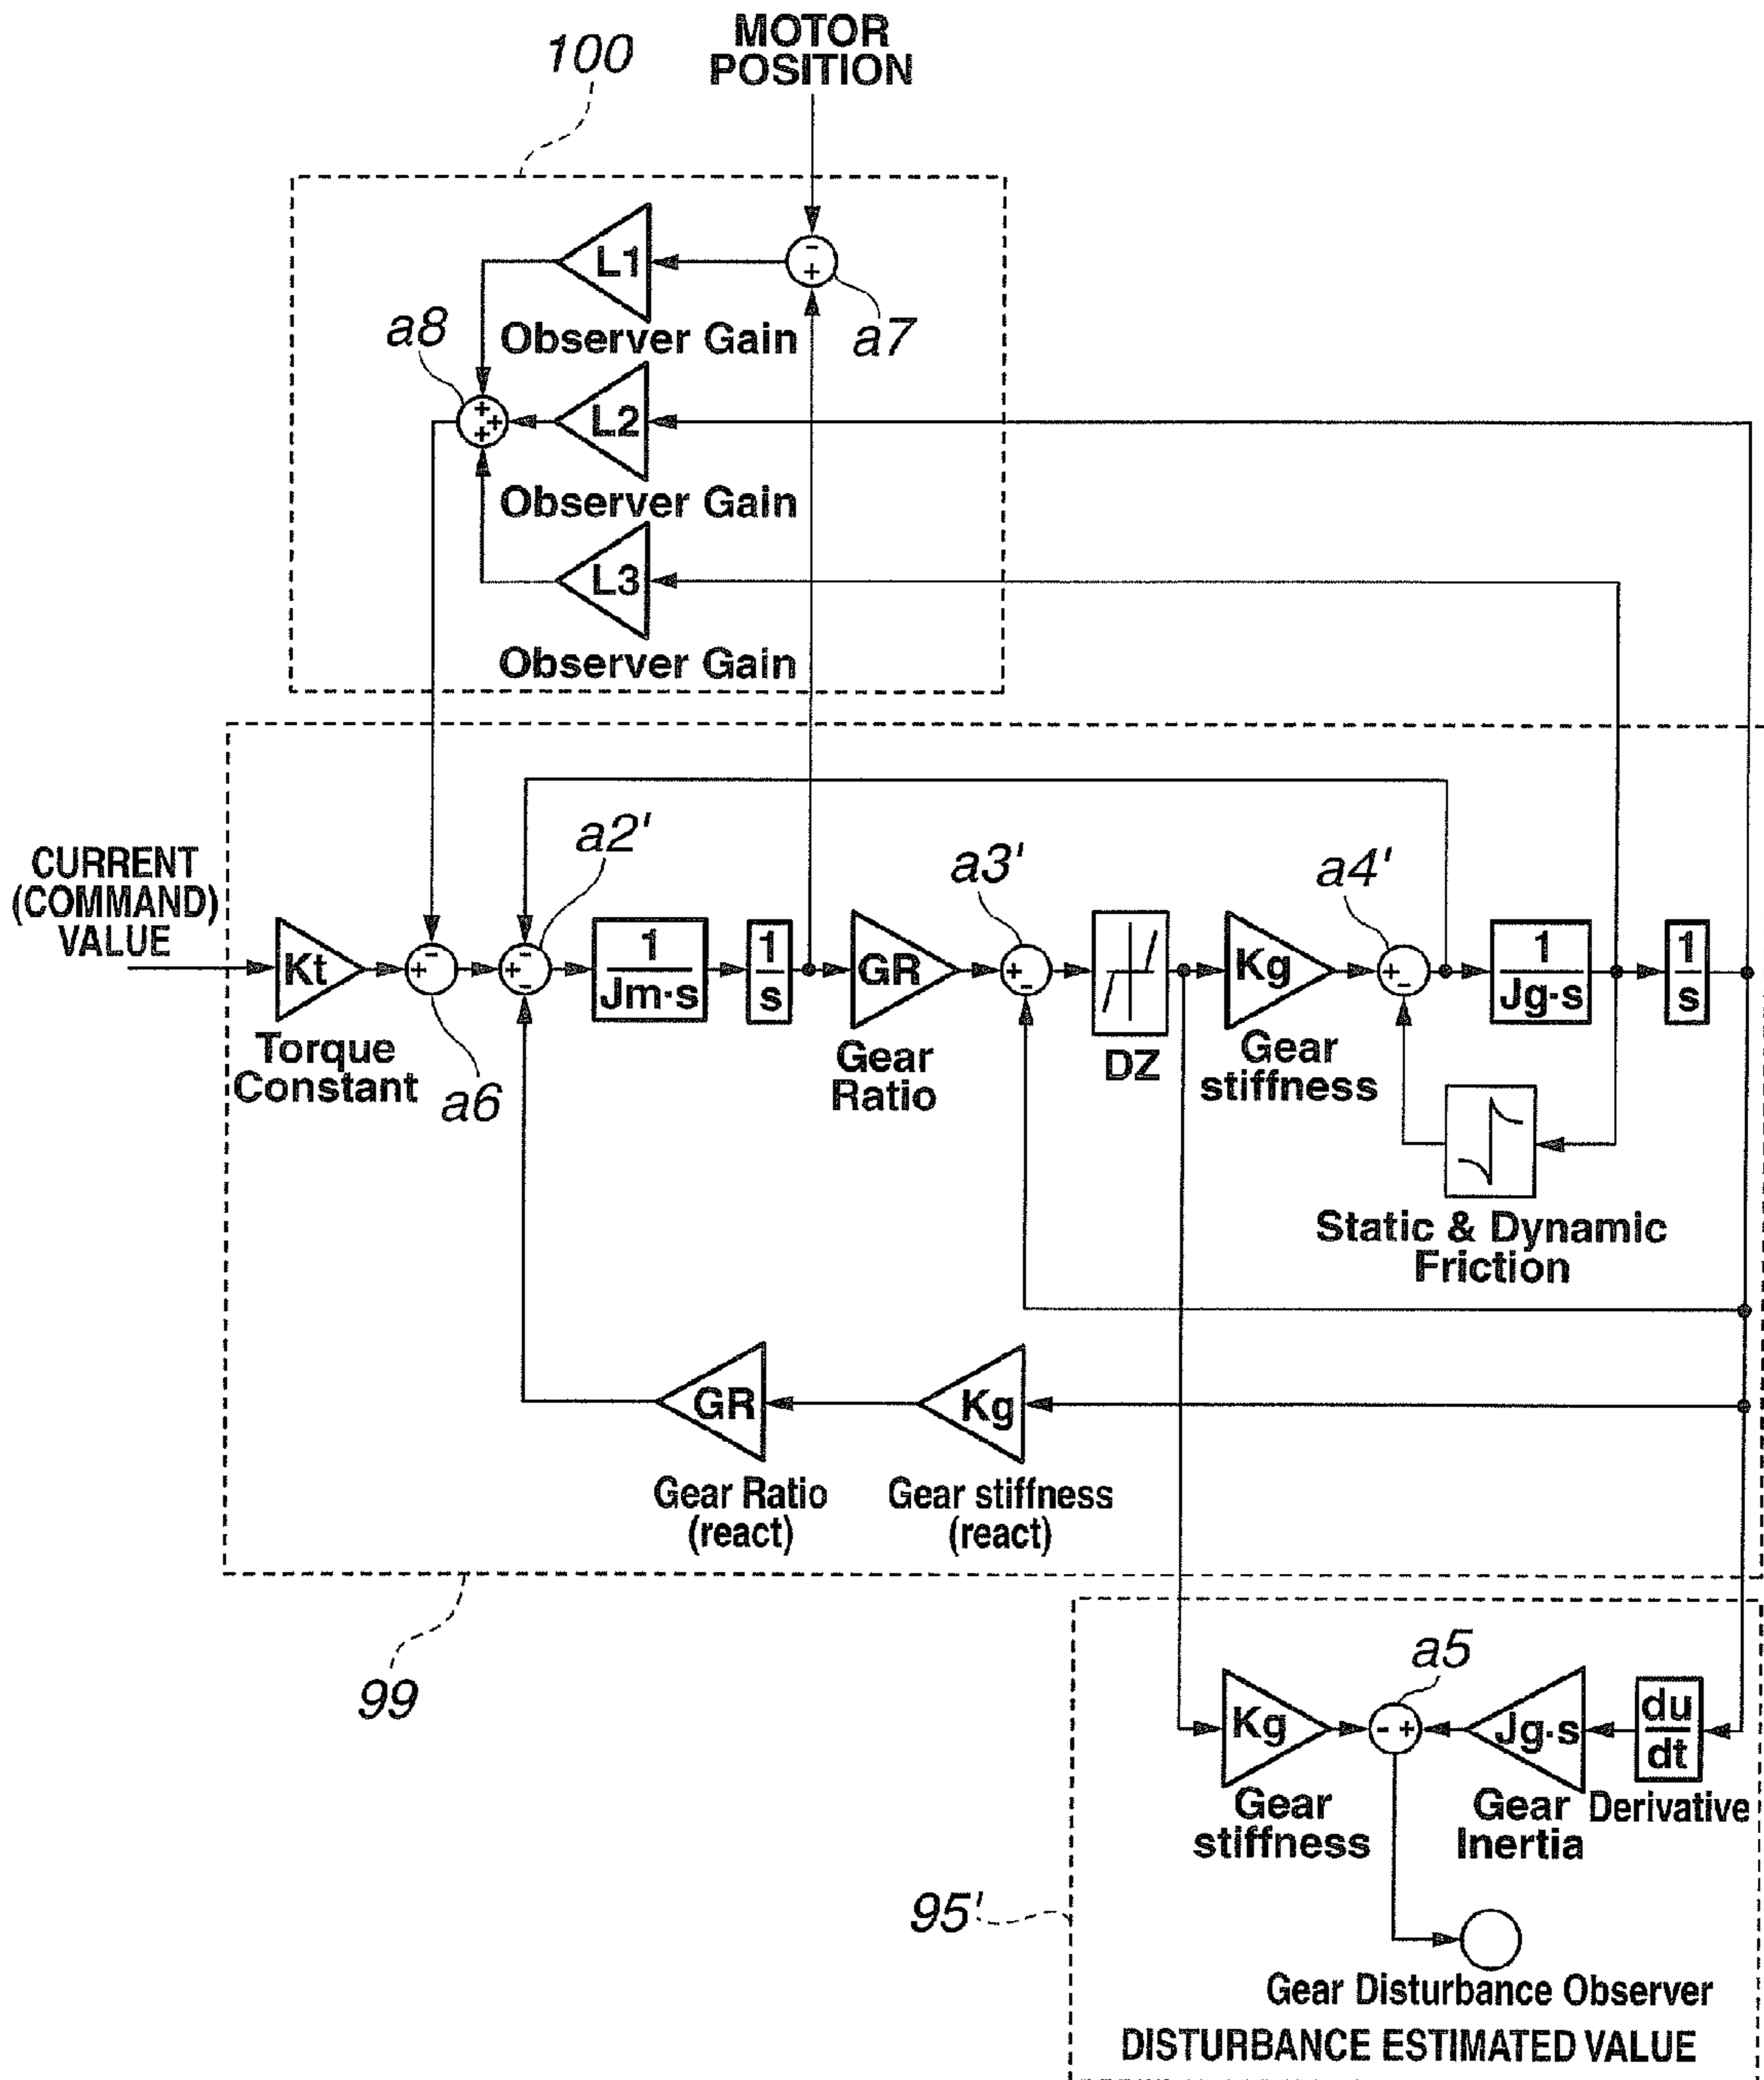 MOTOR
POSITION
100
L1
- +
a7
Observer Gain
a8
+ + +
L2
Observer Gain
L3
Observer Gain
CURRENT
(COMMAND)
VALUE
Kt
Torque
Constant
+ -
a6
+ - -
a2'
1
Jm·s
1
s
GR
Gear
Ratio
+ -
a3'
DZ
Kg
Gear
stiffness
+ -
a4'
1
Jg·s
1
s
Static & Dynamic
Friction
GR
Gear Ratio
(react)
Kg
Gear stiffness
(react)
99
Kg
Gear
stiffness
- +
a5
Jg·s
Gear
Inertia
du
dt
Derivative
95'
Gear Disturbance Observer
DISTURBANCE ESTIMATED VALUE